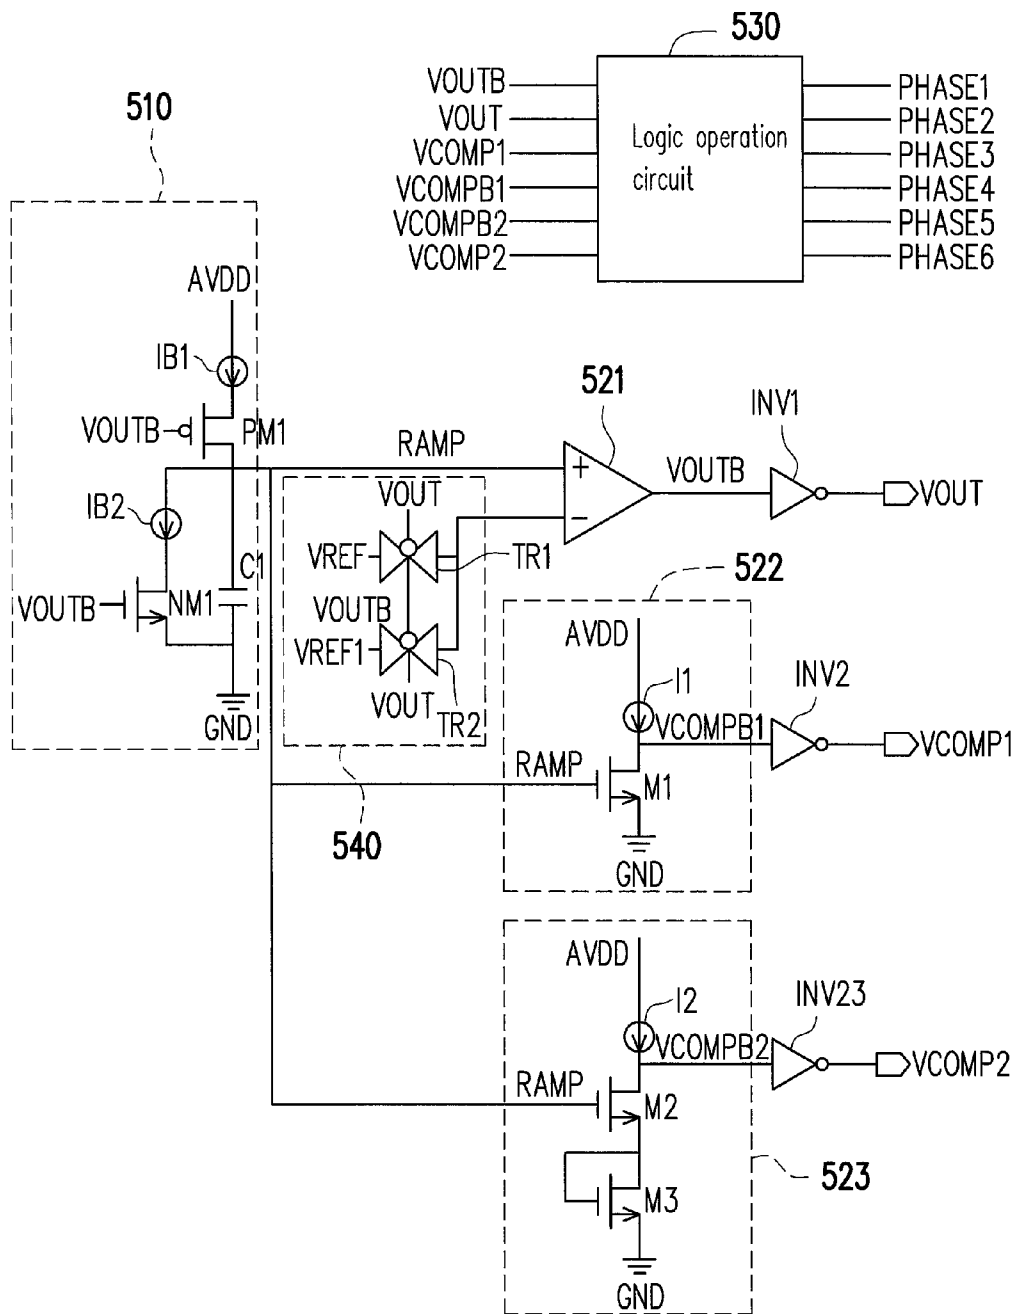 530
VOUTB
VOUT
VCOMP1
VCOMPB1
VCOMPB2
VCOMP2
Logic operation
circuit
PHASE1
PHASE2
PHASE3
PHASE4
PHASE5
PHASE6
510
AVDD
IB1
VOUTB
PM1
IB2
C1
VOUTB
NM1
GND
RAMP
521
VOUTB
INV1
VOUT
+
−
VOUT
VREF
TR1
VOUTB
VREF1
VOUT
TR2
540
522
AVDD
I1
VCOMPB1
INV2
VCOMP1
RAMP
M1
GND
AVDD
I2
VCOMPB2
INV23
VCOMP2
RAMP
M2
M3
523
GND